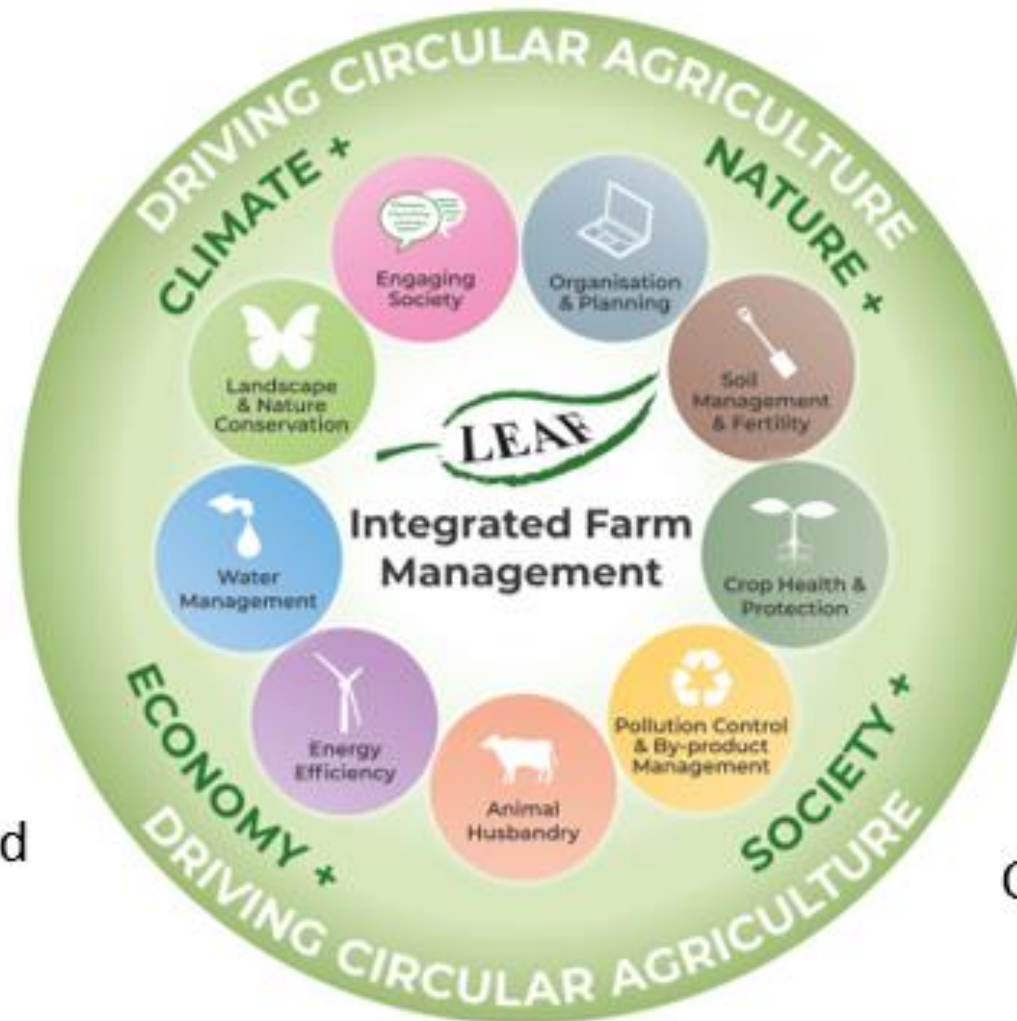 DRIVING CIRCULAR AGRICULTURE
CLIMATE +
NATURE +
Engaging
Society
Organisation
& Planning
Landscape
& Nature
Conservation
Soil
Management
& Fertility
LEAF
Integrated Farm
Management
Water
Management
Crop Health &
Protection
Energy
Efficiency
Pollution Control
& By-product
Management
Animal
Husbandry
ECONOMY +
SOCIETY +
DRIVING CIRCULAR AGRICULTURE
d